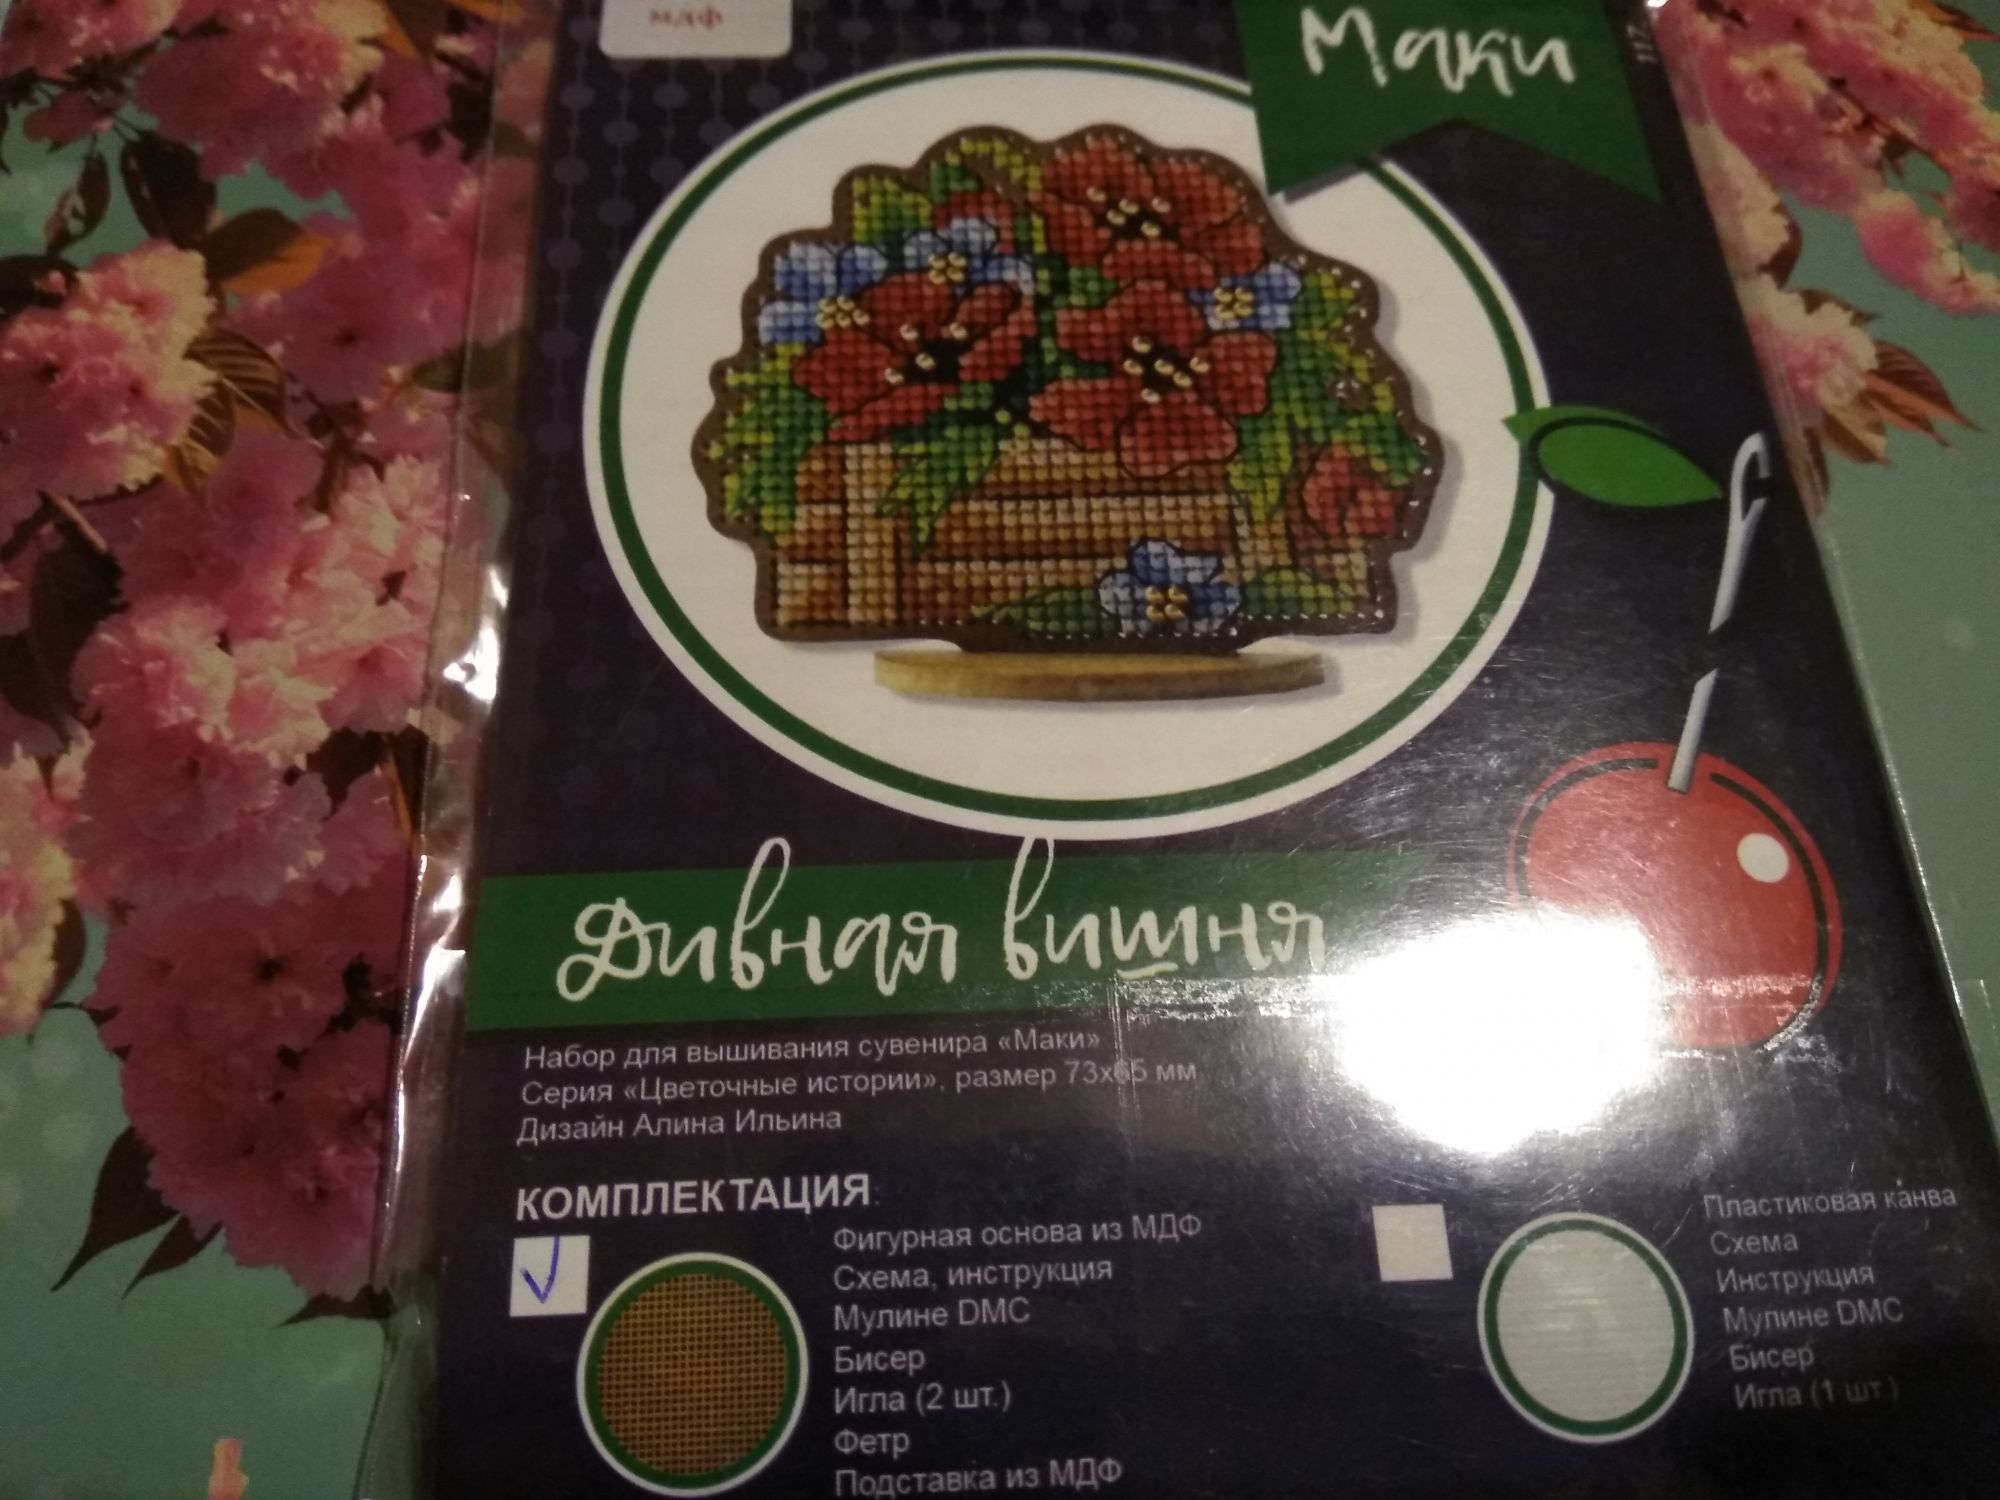 МДФ
Маки
Дивная вишня
Набор для вышивания сувенира «Маки»
Серия «Цветочные истории», размер 73х65 мм
Дизайн Алина Ильина
КОМПЛЕКТАЦИЯ:
Фигурная основа из МДФ
Схема, инструкция
Мулине DMC
Бисер
Игла (2 шт.)
Фетр
Подставка из МДФ
Пластиковая канва
Схема
Инструкция
Мулине DMC
Бисер
Игла (1 шт.)